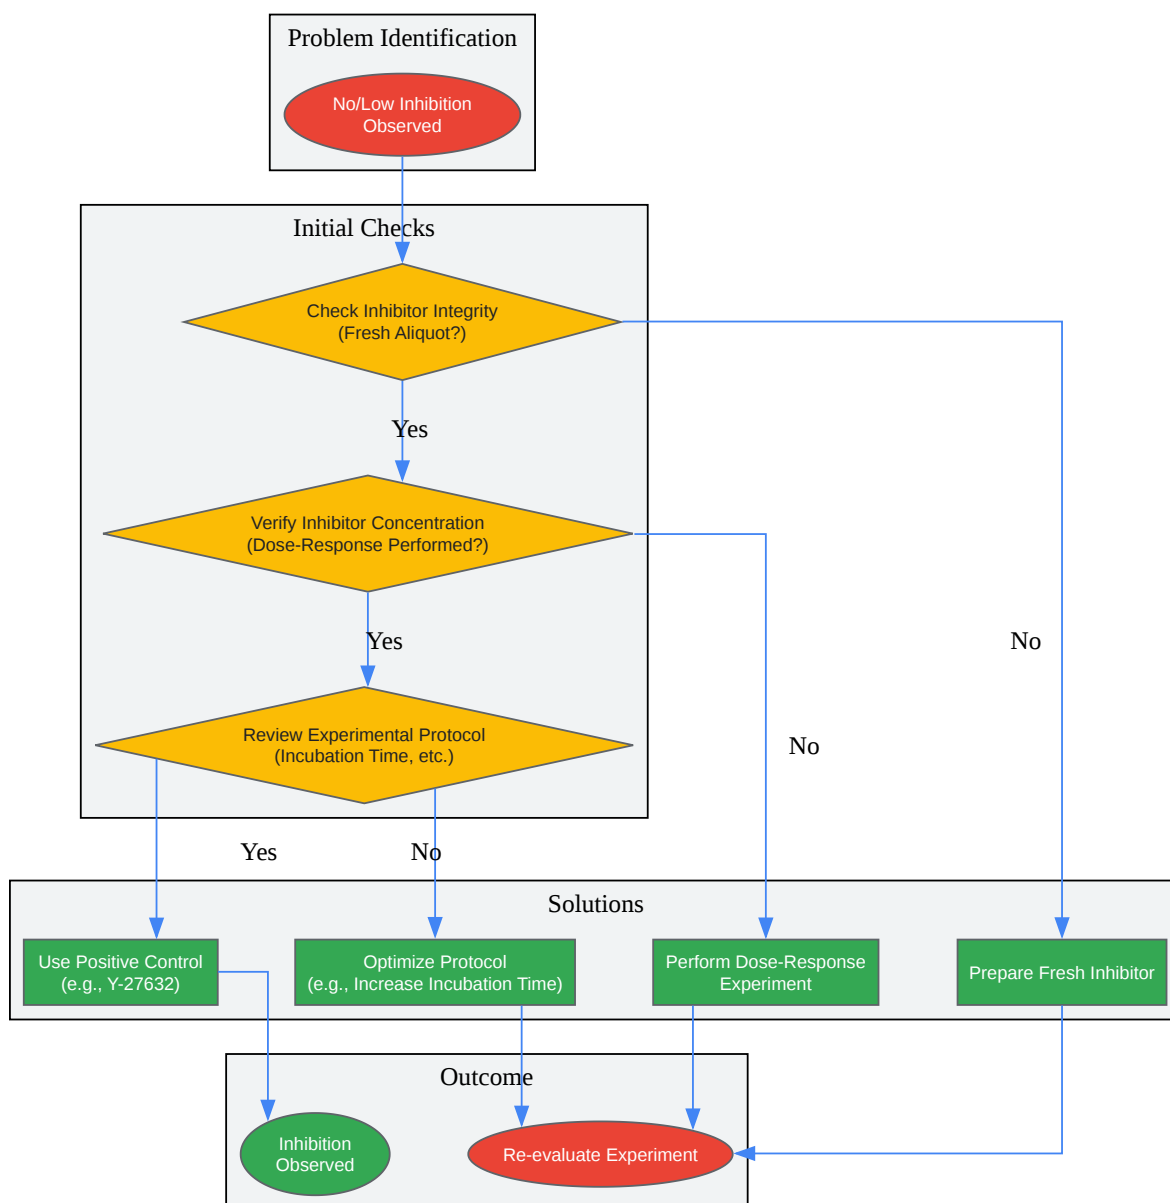 Problem Identification
No/Low Inhibition
Observed
Initial Checks
Check Inhibitor Integrity
(Fresh Aliquot?)
Yes
Verify Inhibitor Concentration
(Dose-Response Performed?)
Yes
No
Review Experimental Protocol
(Incubation Time, etc.)
No
Yes
No
Solutions
Use Positive Control
(e.g., Y-27632)
Optimize Protocol
(e.g., Increase Incubation Time)
Perform Dose-Response
Experiment
Prepare Fresh Inhibitor
Outcome
Inhibition
Observed
Re-evaluate Experiment